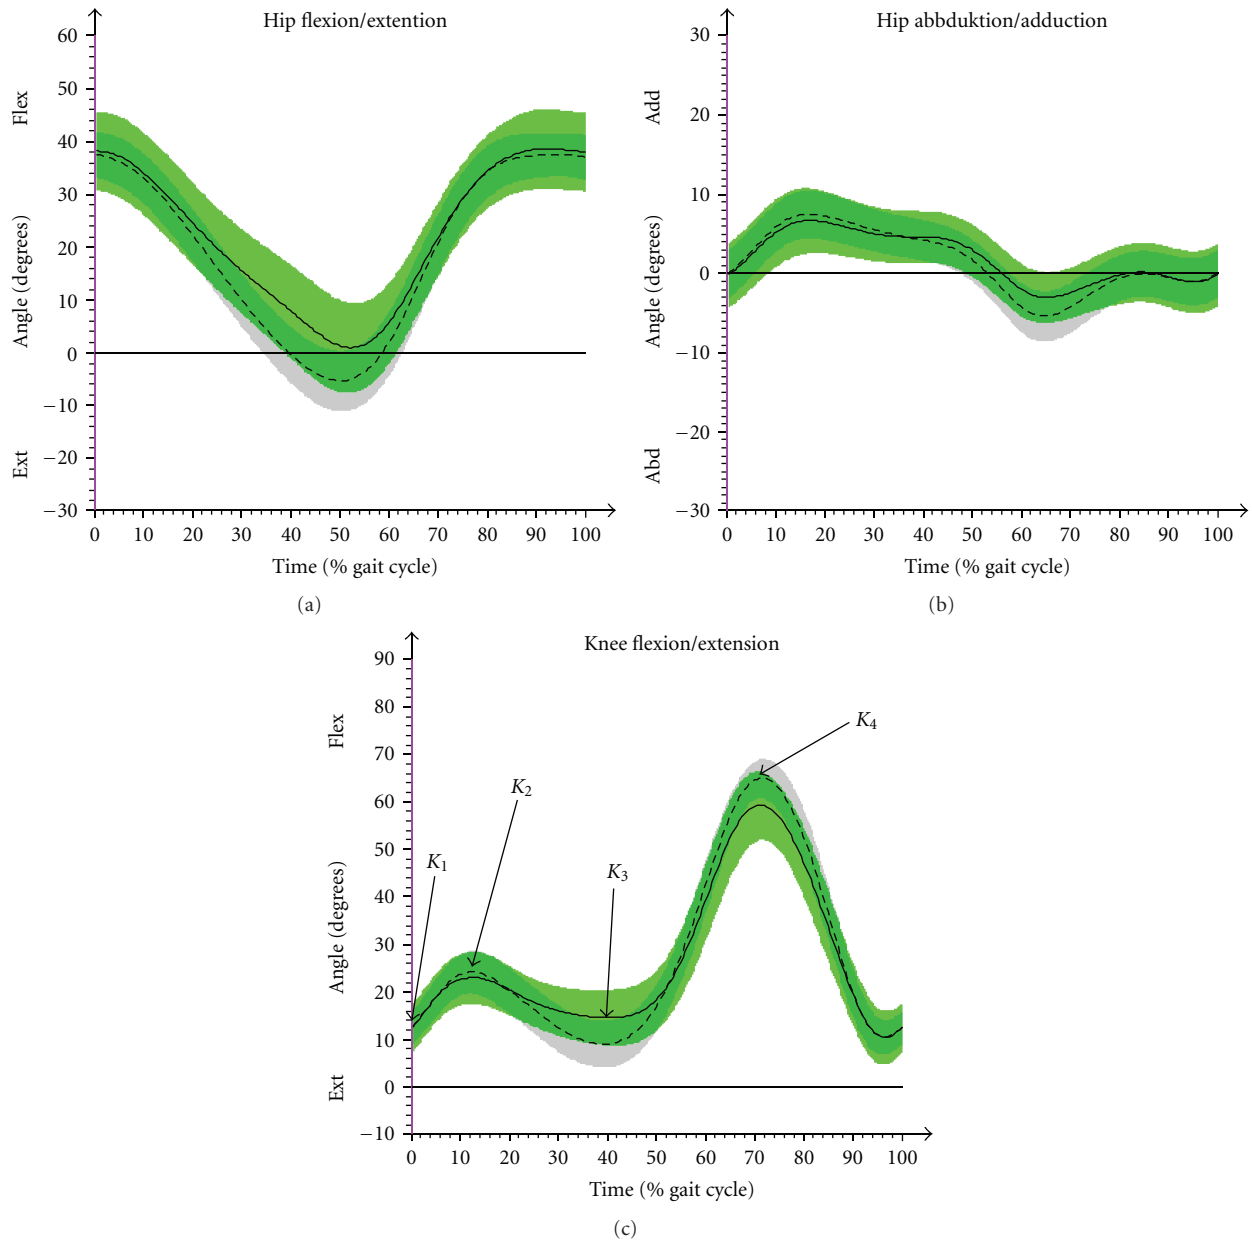 Hip flexion/extention
60
50
40
30
20
10
0
−10
−20
−30
Flex
Angle (degrees)
Ext
0 10 20 30 40 50 60 70 80 90 100
Time (% gait cycle)
(a)
Hip abbduktion/adduction
30
20
10
0
−10
−20
−30
Add
Angle (degrees)
Abd
0 10 20 30 40 50 60 70 80 90 100
Time (% gait cycle)
(b)
Knee flexion/extension
90
80
70
60
50
40
30
20
10
0
−10
Flex
Angle (degrees)
Ext
K1
K2
K3
K4
0 10 20 30 40 50 60 70 80 90 100
Time (% gait cycle)
(c)